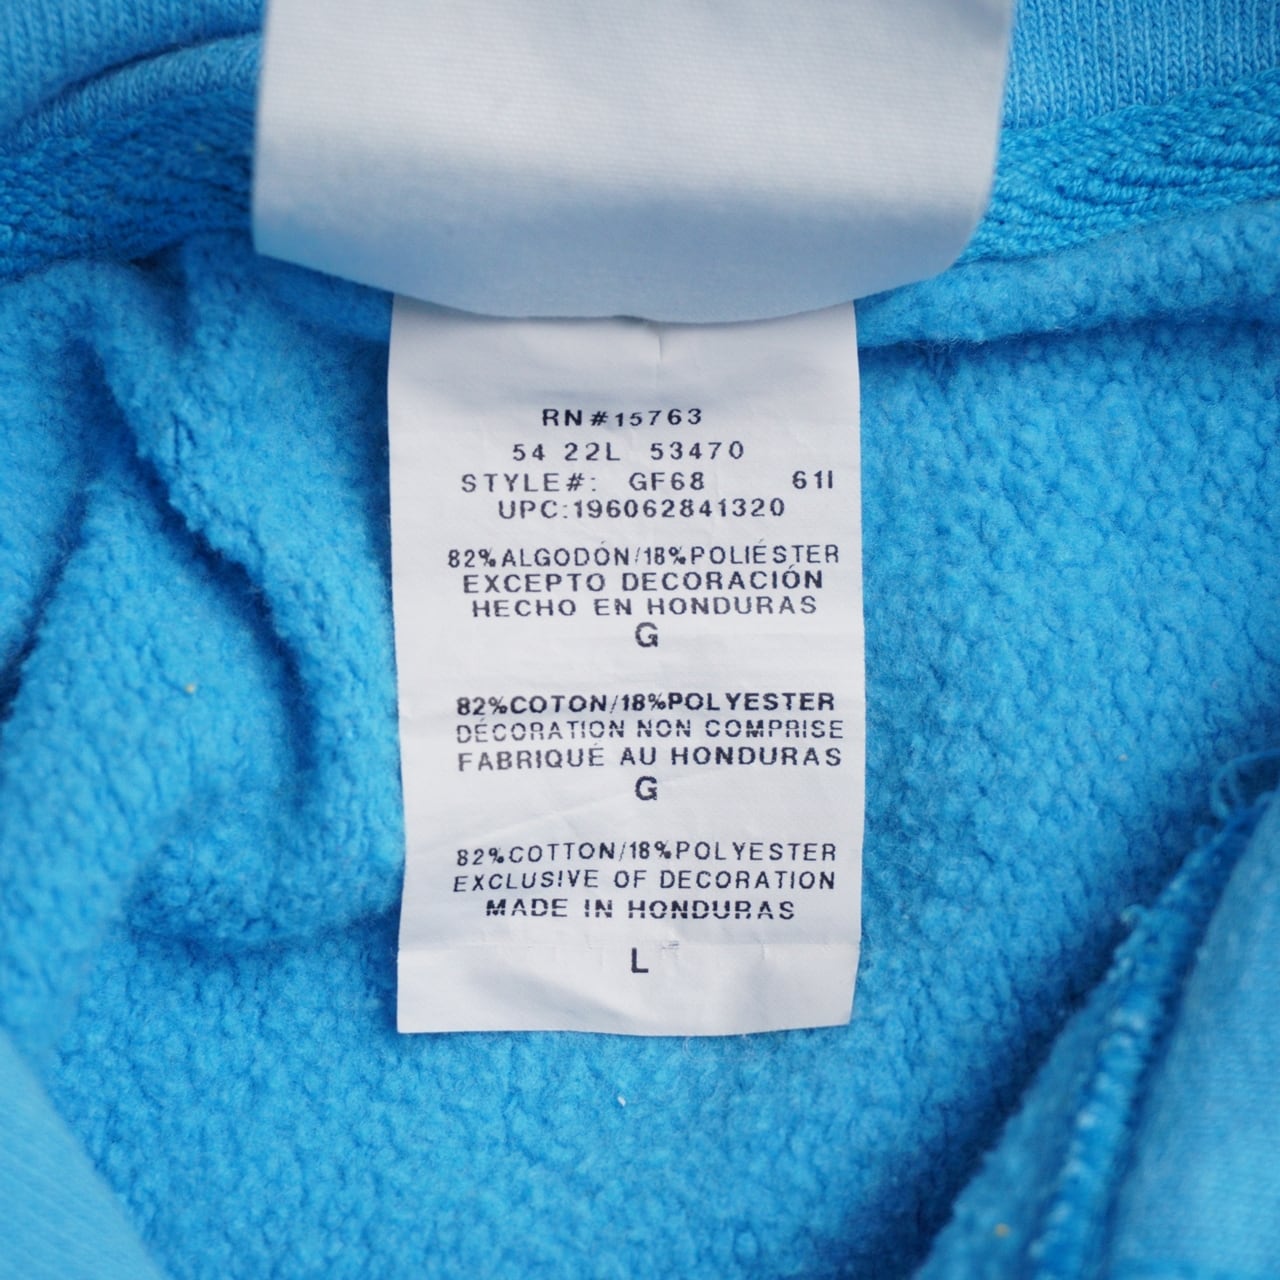 RN#15763
54 22L 53470
STYLE#: GF68 61I
UPC:196062841320
82%ALGODÓN/18%POLIÉSTER
EXCEPTO DECORACIÓN
HECHO EN HONDURAS
G
82%COTON/18%POLYESTER
DÉCORATION NON COMPRISE
FABRIQUÉ AU HONDURAS
G
82%COTTON/18%POLYESTER
EXCLUSIVE OF DECORATION
MADE IN HONDURAS
L